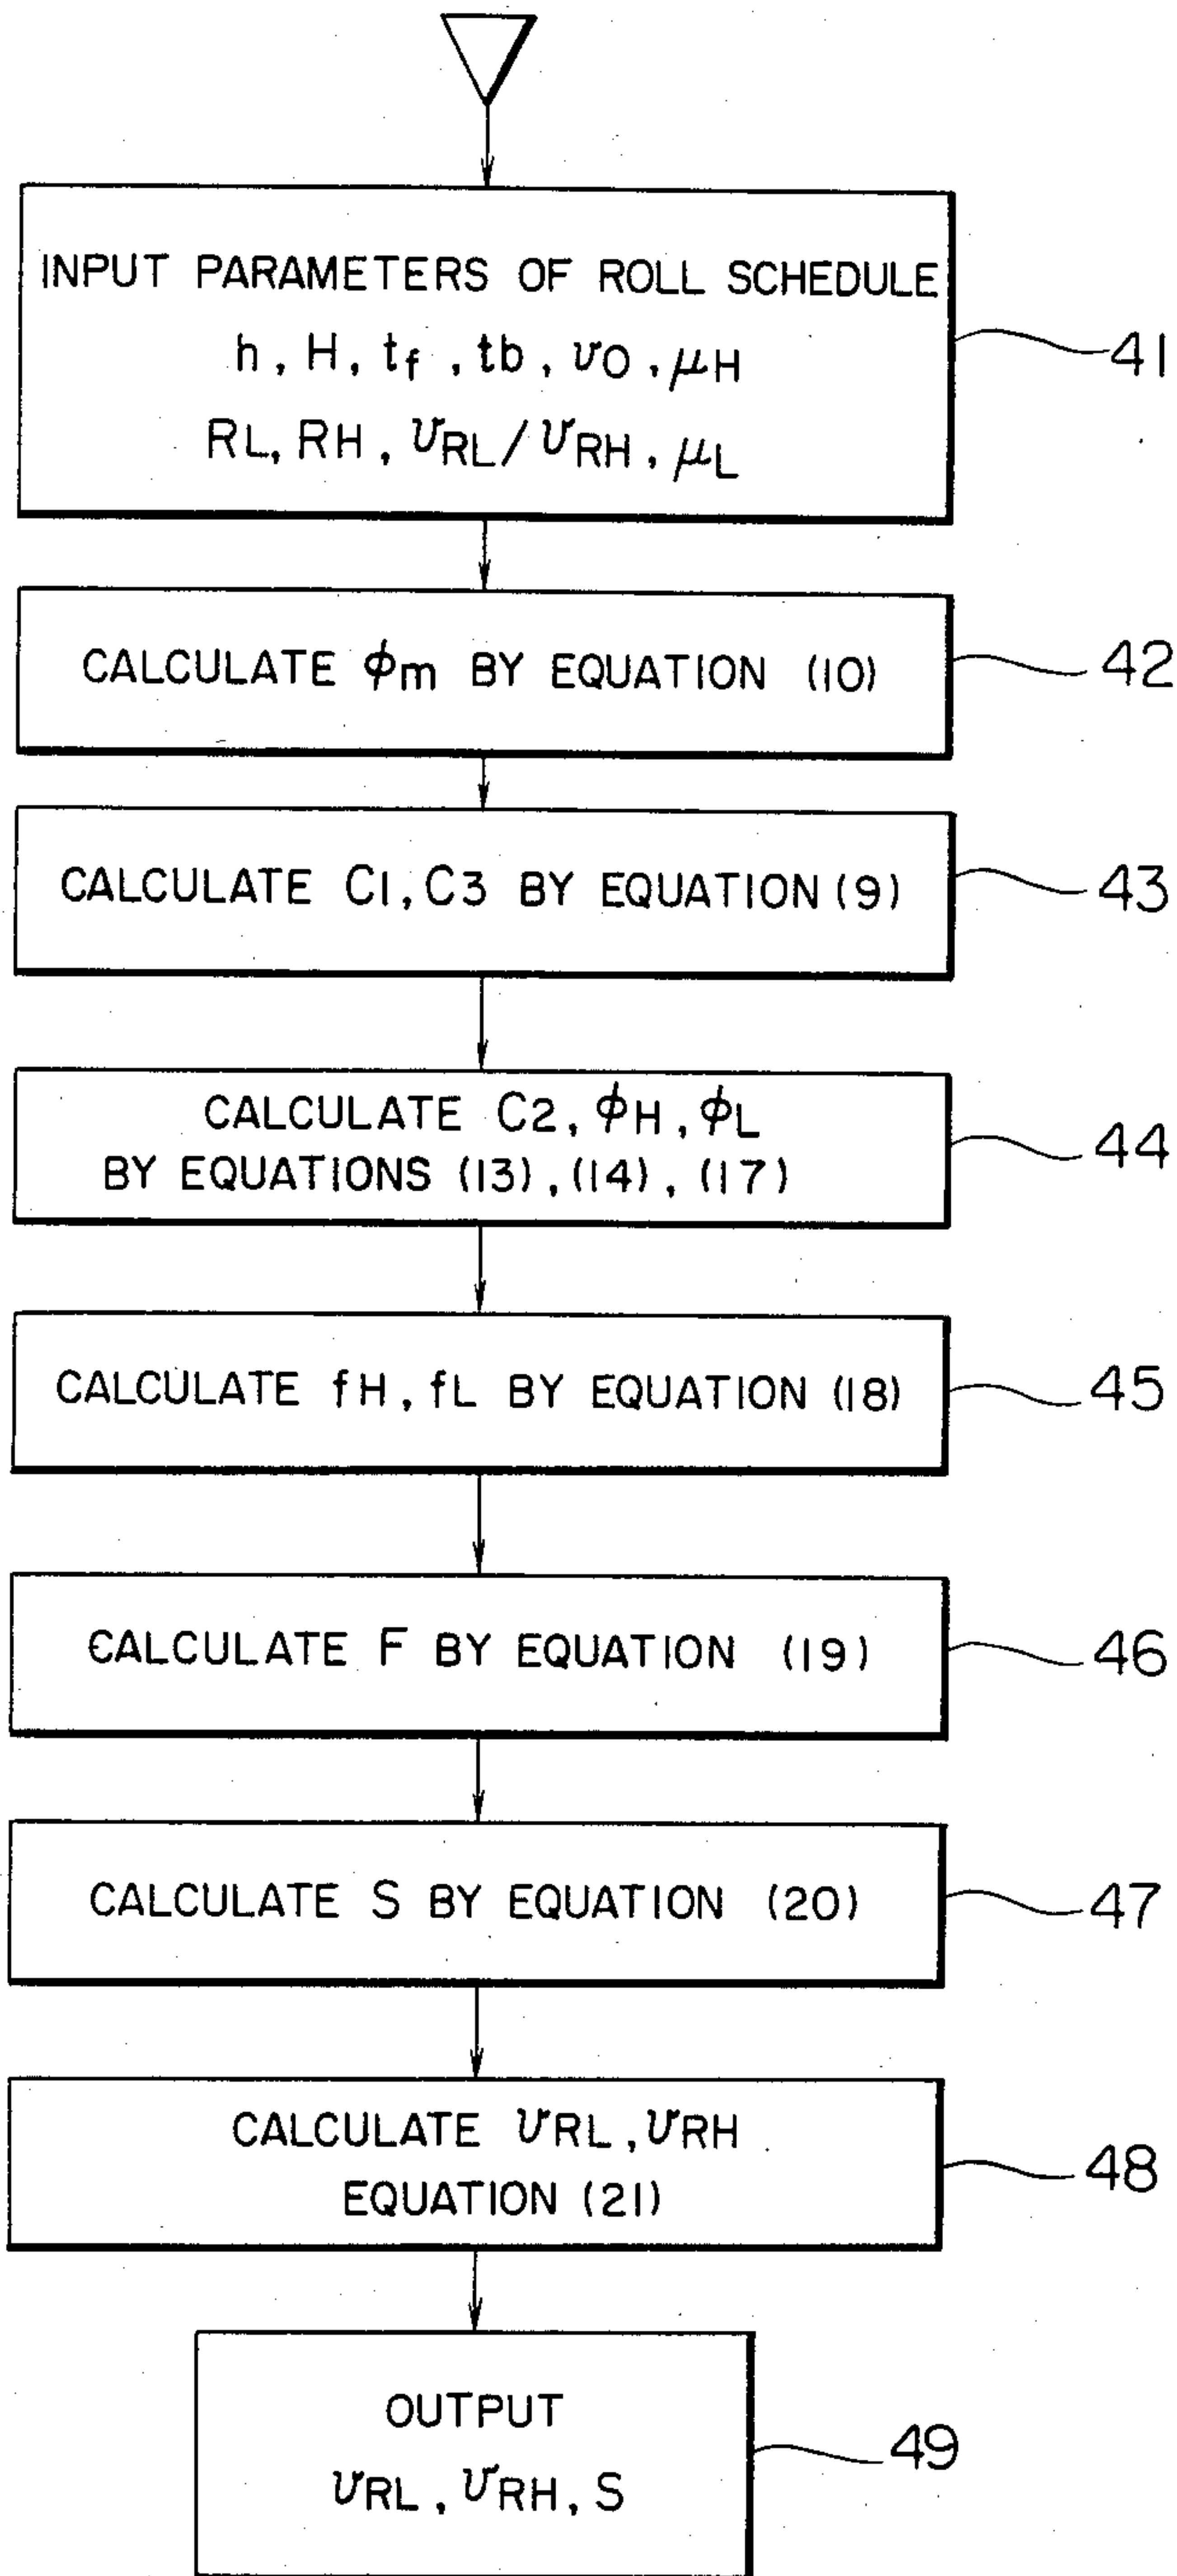 INPUT PARAMETERS OF ROLL SCHEDULE
h, H, tf, tb, vO, μH
RL, RH, vRL/vRH, μL
41
CALCULATE ϕm BY EQUATION (10)
42
CALCULATE C1, C3 BY EQUATION (9)
43
CALCULATE C2, ϕH, ϕL
BY EQUATIONS (13), (14), (17)
44
CALCULATE fH, fL BY EQUATION (18)
45
CALCULATE F BY EQUATION (19)
46
CALCULATE S BY EQUATION (20)
47
CALCULATE vRL, vRH
EQUATION (21)
48
OUTPUT
vRL, vRH, S
49